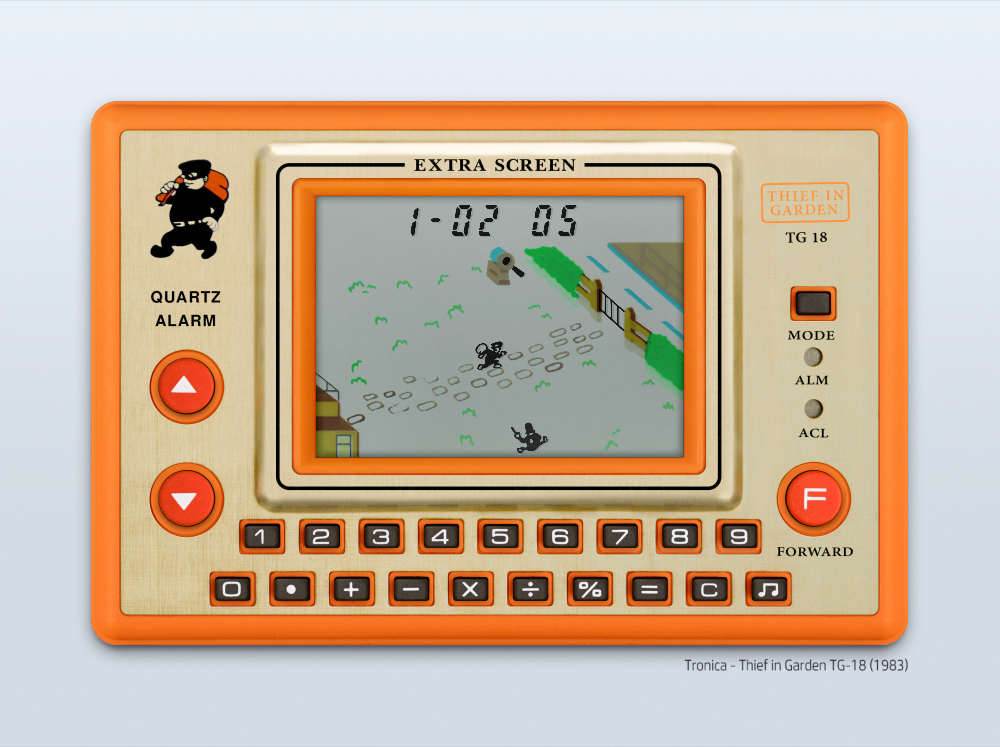 EXTRA SCREEN
1-02 05
THIEF IN
GARDEN
TG 18
QUARTZ
ALARM
MODE
ALM
ACL
F
FORWARD
1 2 3 4 5 6 7 8 9
0 • + − × ÷ % = C ♫
Tronica - Thief in Garden TG-18 (1983)